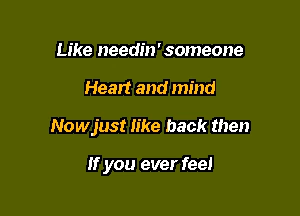 Like needin' someone
Heart and mind
Now just like back then
If you ever feel